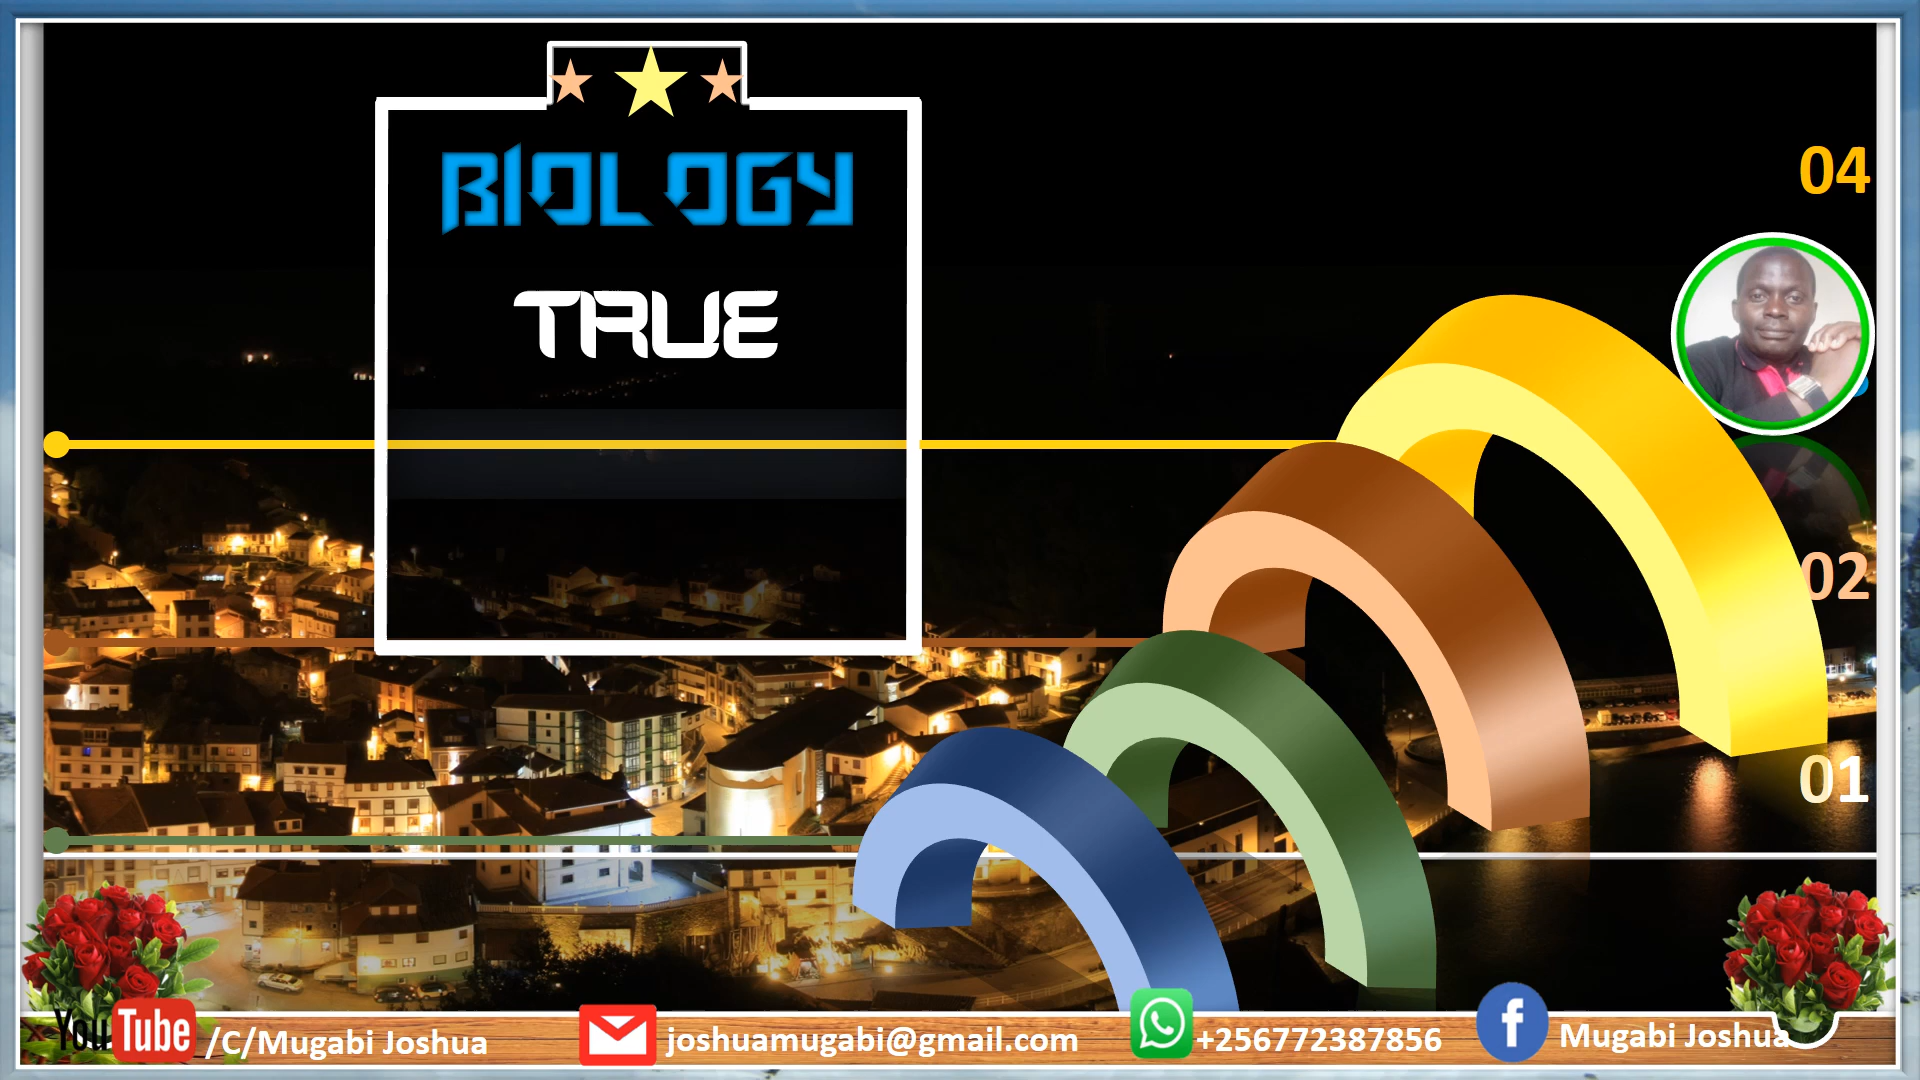 BIOLOGY
TRUE
04
02
01
YouTube /C/Mugabi Joshua
joshuamugabi@gmail.com
+256772387856
f Mugabi Joshua